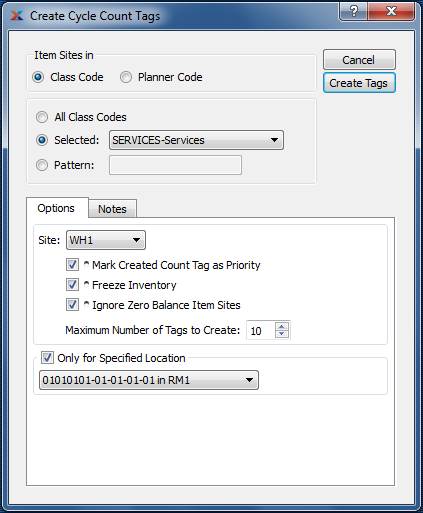 Create Cycle Count Tags
Item Sites in
Class Code
Planner Code
Cancel
Create Tags
All Class Codes
Selected:
SERVICES-Services
Pattern:
Options
Notes
Site:
WH1
^ Mark Created Count Tag as Priority
^ Freeze Inventory
^ Ignore Zero Balance Item Sites
Maximum Number of Tags to Create:
10
Only for Specified Location
01010101-01-01-01-01 in RM1